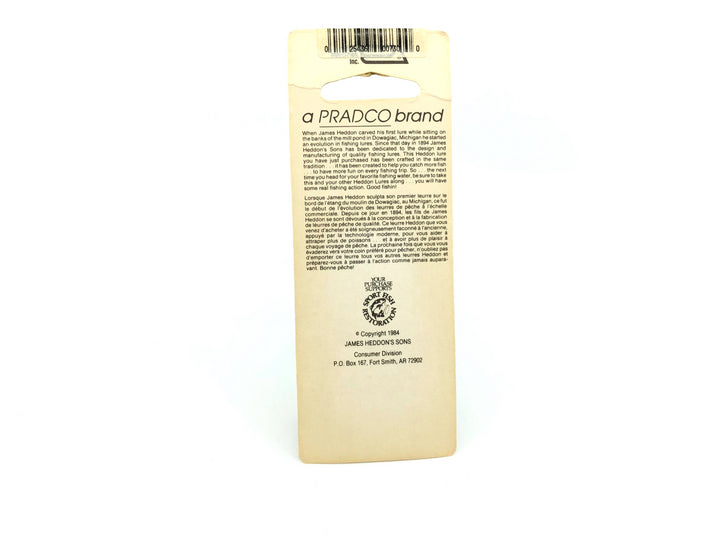 0 00730 0
Inc.
a PRADCO brand
When James Heddon carved his first lure while sitting on
the banks of the mill pond in Dowagiac, Michigan he started
an evolution in fishing lures. Since that day in 1894 James
Heddon's Sons has been dedicated to the design and
manufacturing of quality fishing lures. This Heddon lure
you have just purchased has been crafted in the same
tradition . . . it has been created to help you catch more fish
. . . to have more fun on every fishing trip. So . . . the next
time you head for your favorite fishing water, be sure to take
this and your other Heddon Lures along . . . you will have
some real fishing action. Good fishin!
Lorsque James Heddon sculpta son premier leurre sur le
bord de l'étang du moulin de Dowagiac, au Michigan, ce fut
le début de l'évolution des leurres de pêche à l'échelle
commerciale. Depuis ce jour en 1894, les fils de James
Heddon se sont dévoués à la conception et à la fabrication
de leurres de pêche de qualité. Ce leurre Heddon que vous
venez d'acheter a été soigneusement façonné à l'ancienne,
appuyé par la technologie moderne, pour vous aider à
attraper plus de poissons . . . et à avoir plus de plaisir à
chaque voyage de pêche. La prochaine fois que vous vous
évaderez vers votre coin préféré pour pêcher, n'oubliez pas
d'emporter ce leurre tous vos autres leurres Heddon et
préparez-vous à passer à l'action comme jamais aupara-
vant. Bonne pêche!
YOUR
PURCHASE
SUPPORTS
SPORT FISH
RESTORATION
© Copyright 1984
JAMES HEDDON'S SONS
Consumer Division
P.O. Box 167, Fort Smith, AR 72902